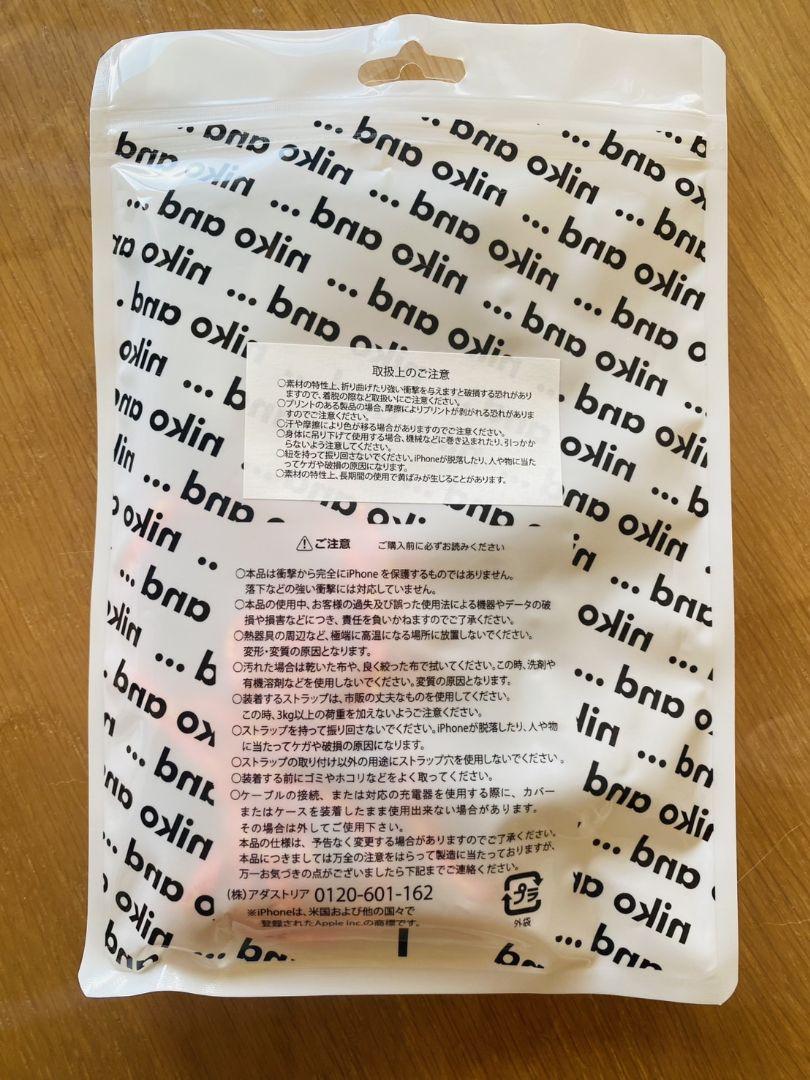 niko and ...
取扱上のご注意
○素材の特性上、折り曲げたり強い衝撃を与えますと破損する恐れがあり
ますので、着脱の際など取扱いにご注意ください。
○プリントのある製品の場合、摩擦によりプリントが剥がれる恐れがありま
すのでご注意ください。
○汗や摩擦により色が移る場合がありますのでご注意ください。
○身体に吊り下げて使用する場合、機械などに巻き込まれたり、引っかか
らないよう注意してください。
○紐を持って振り回さないでください。iPhoneが脱落したり、人や物に当た
ってケガや破損の原因になります。
○素材の特性上、長期間の使用で黄ばみが生じることがあります。
⚠ご注意 ご購入前に必ずお読みください
○本品は衝撃から完全にiPhoneを保護するものではありません。
落下などの強い衝撃には対応していません。
○本品の使用中、お客様の過失及び誤った使用法による機器やデータの破
損や損害などにつき、責任を負いかねますのでご了承ください。
○熱器具の周辺など、極端に高温になる場所に放置しないでください。
変形・変質の原因となります。
○汚れた場合は乾いた布や、良く絞った布で拭いてください。この時、洗剤や
有機溶剤などを使用しないでください。変質の原因となります。
○装着するストラップは、市販の丈夫なものを使用してください。
この時、3kg以上の荷重を加えないようご注意ください。
○ストラップを持って振り回さないでください。iPhoneが脱落したり、人や物
に当たってケガや破損の原因になります。
○ストラップの取り付け以外の用途にストラップ穴を使用しないでください。
○装着する前にゴミやホコリなどをよく取ってください。
○ケーブルの接続、または対応の充電器を使用する際に、カバー
またはケースを装着したまま使用出来ない場合があります。
その場合は外してご使用下さい。
本品の仕様は、予告なく変更する場合がありますのでご了承ください。
本品につきましては万全の注意をはらって製造に当たっておりますが、
万一お気づきの点がございましたら下記までご連絡ください。
(株)アダストリア 0120-601-162
※iPhoneは、米国および他の国々で
登録されたApple Inc.の商標です。
プラ
外袋